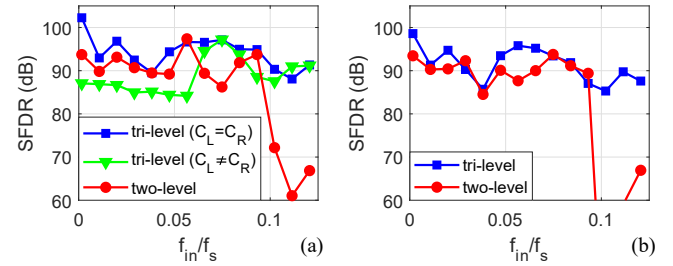 SFDR (dB)
100
90
80
70
60
tri-level (C_L=C_R)
tri-level (C_L≠C_R)
two-level
0
0.05
0.1
f_in/f_s
(a)
SFDR (dB)
100
90
80
70
60
tri-level
two-level
0
0.05
0.1
f_in/f_s
(b)